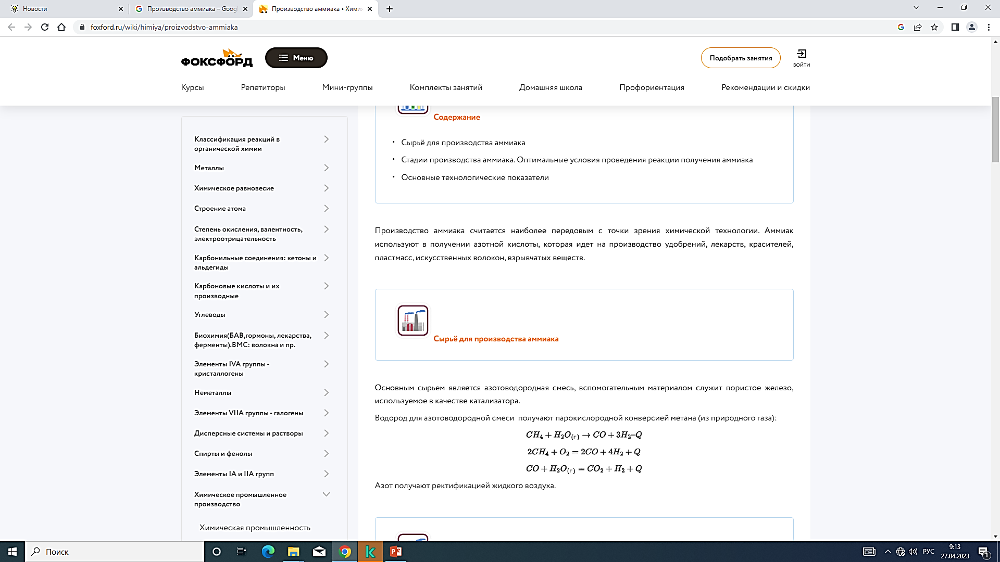 Новости
Производство аммиака – Goog
Производство аммиака • Хими
foxford.ru/wiki/himiya/proizvodstvo-ammiaka
ФОКСФОРД
Меню
Подобрать занятия
ВОЙТИ
Курсы Репетиторы Мини-группы Комплекты занятий Домашняя школа Профориентация Рекомендации и скидки
Классификация реакций в
органической химии
Металлы
Химическое равновесие
Строение атома
Степень окисления, валентность,
электроотрицательность
Карбонильные соединения: кетоны и
альдегиды
Карбоновые кислоты и их
производные
Углеводы
Биохимия(БАВ,гормоны, лекарства,
ферменты).ВМС: волокна и пр.
Элементы IVA группы -
кристаллогены
Неметаллы
Элементы VIIA группы - галогены
Дисперсные системы и растворы
Спирты и фенолы
Элементы IA и IIA групп
Химическое промышленное
производство
Химическая промышленность
Содержание
• Сырьё для производства аммиака
• Стадии производства аммиака. Оптимальные условия проведения реакции получения аммиака
• Основные технологические показатели
Производство аммиака считается наиболее передовым с точки зрения химической технологии. Аммиак
используют в получении азотной кислоты, которая идет на производство удобрений, лекарств, красителей,
пластмасс, искусственных волокон, взрывчатых веществ.
Сырьё для производства аммиака
Основным сырьем является азотоводородная смесь, вспомогательным материалом служит пористое железо,
используемое в качестве катализатора.
Водород для азотоводородной смеси получают парокислородной конверсией метана (из природного газа):
CH₄ + H₂O₍г₎ → CO + 3H₂–Q
2CH₄ + O₂ = 2CO + 4H₂ + Q
CO + H₂O₍г₎ = CO₂ + H₂ + Q
Азот получают ректификацией жидкого воздуха.
Поиск
РУС
9:13
27.04.2023
1